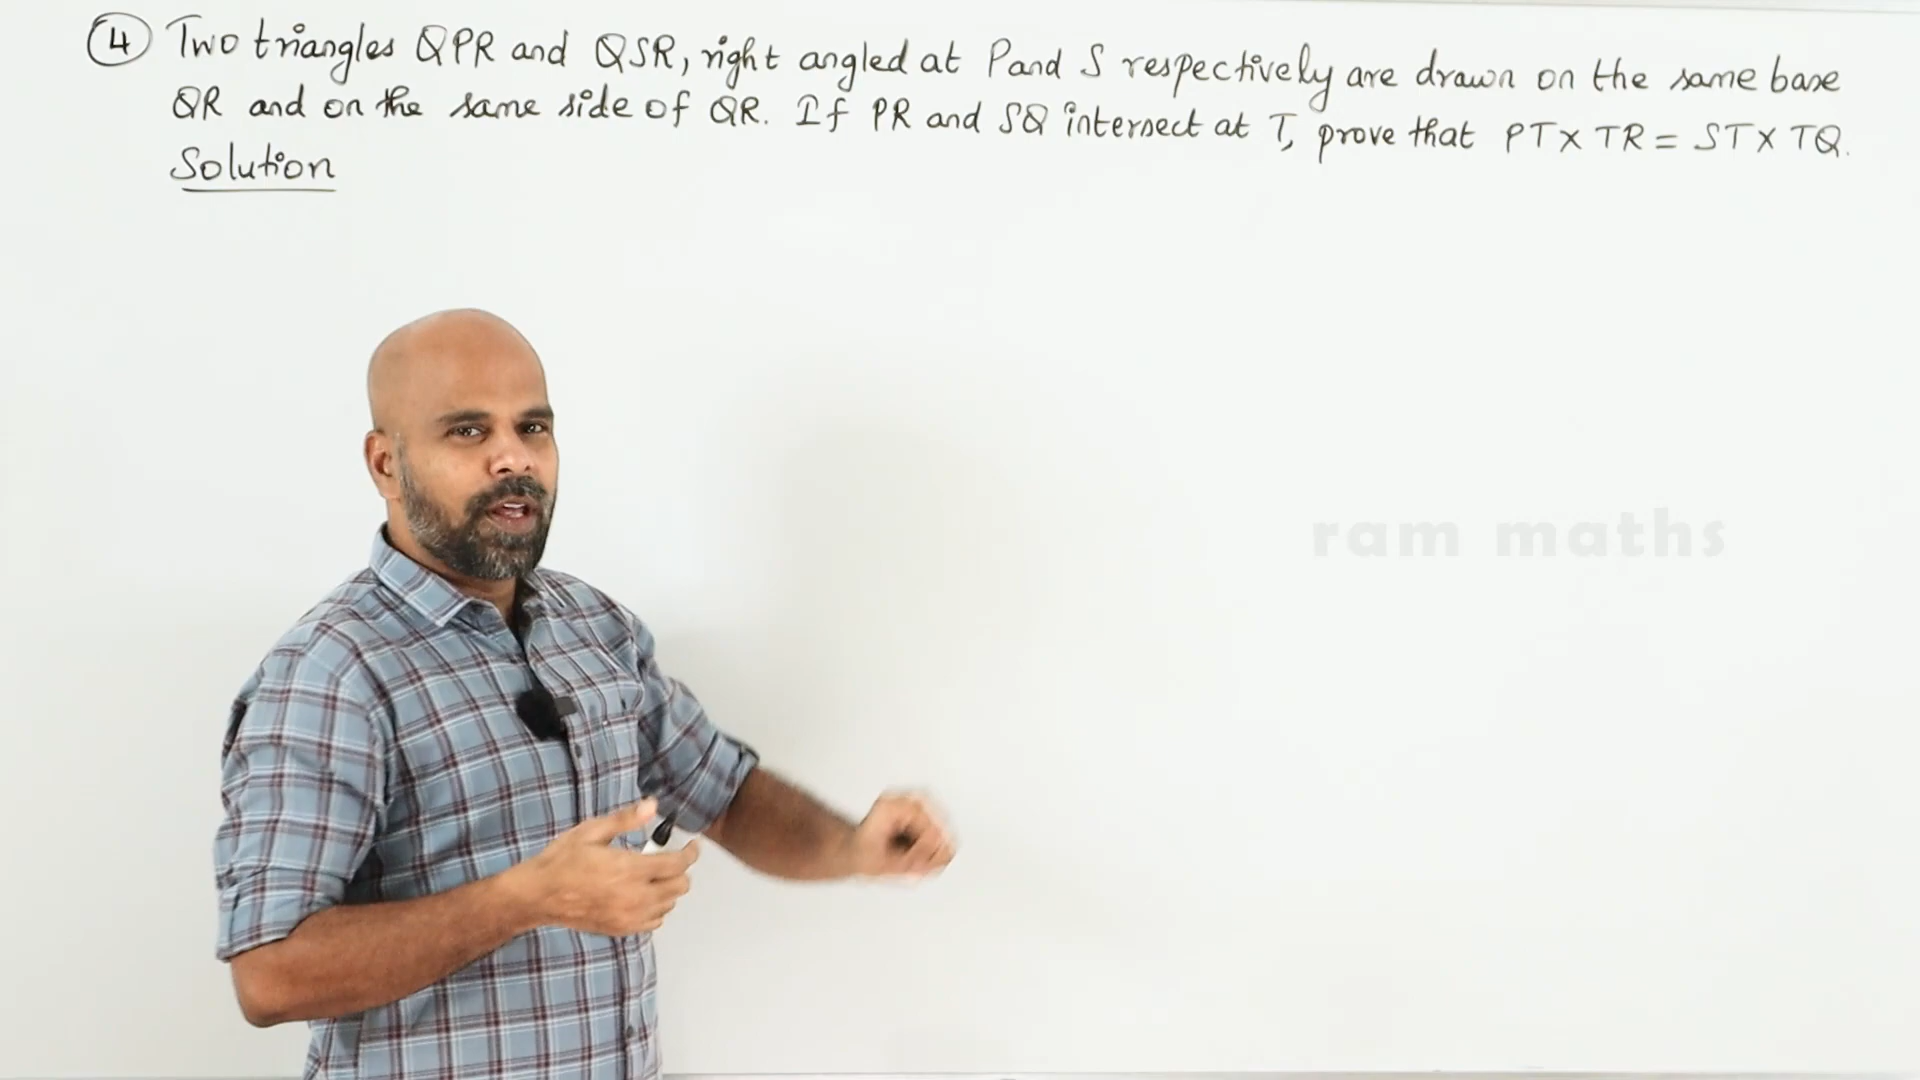 4 Two triangles QPR and QSR, right angled at P and S respectively are drawn on the same base
QR and on the same side of QR. If PR and SQ intersect at T, prove that PT X TR = ST X TQ.
Solution
ram maths